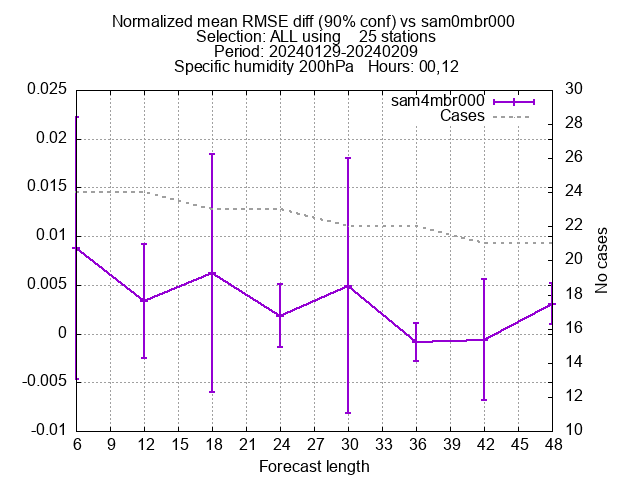 Normalized mean RMSE diff (90% conf) vs sam0mbr000
Selection: ALL using    25 stations
Period: 20240129-20240209
Specific humidity 200hPa   Hours: 00,12
sam4mbr000
Cases
0.025
0.02
0.015
0.01
0.005
0
-0.005
-0.01
30
28
26
24
22
20
18
16
14
12
10
No cases
6 9 12 15 18 21 24 27 30 33 36 39 42 45 48
Forecast length